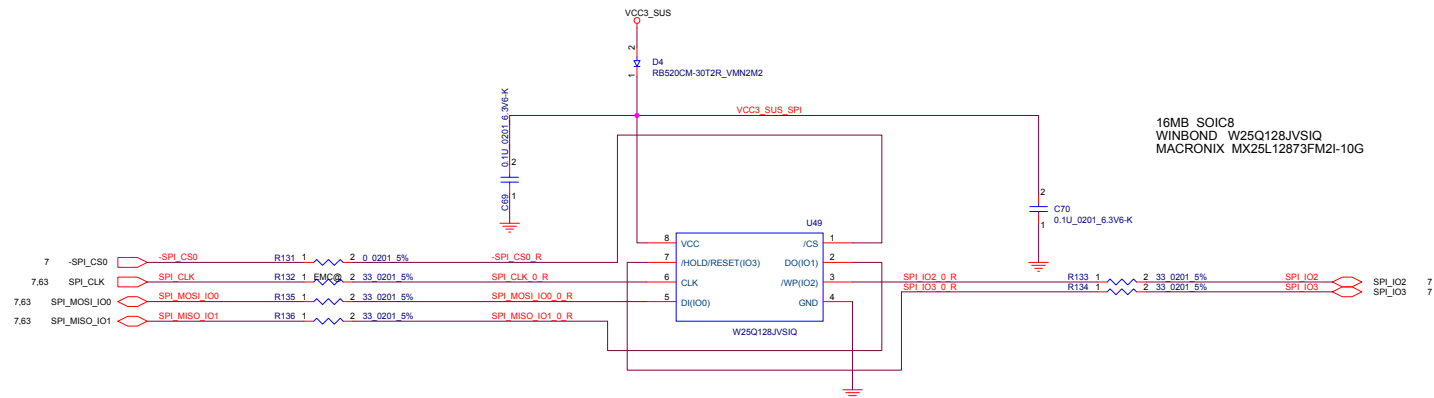 VCC3_SUS
2
D4
1
RB520CM-30T2R_VMN2M2
VCC3_SUS_SPI
0.1U_0201_6.3V6-K
2
1
C69
16MB SOIC8
WINBOND W25Q128JVSIQ
MACRONIX MX25L12873FM2I-10G
2
C70
0.1U_0201_6.3V6-K
1
U49
8 VCC /CS 1
7 /HOLD/RESET(IO3) DO(IO1) 2
6 CLK /WP(IO2) 3
5 DI(IO0) GND 4
W25Q128JVSIQ
7 -SPI_CS0 -SPI_CS0 R131 1 2 0_0201_5% -SPI_CS0_R
7,63 SPI_CLK SPI_CLK R132 1 EMC@ 2 33_0201_5% SPI_CLK_0_R
7,63 SPI_MOSI_IO0 SPI_MOSI_IO0 R135 1 2 33_0201_5% SPI_MOSI_IO0_0_R
7,63 SPI_MISO_IO1 SPI_MISO_IO1 R136 1 2 33_0201_5% SPI_MISO_IO1_0_R
SPI_IO2_0_R R133 1 2 33_0201_5% SPI_IO2 SPI_IO2 7
SPI_IO3_0_R R134 1 2 33_0201_5% SPI_IO3 SPI_IO3 7